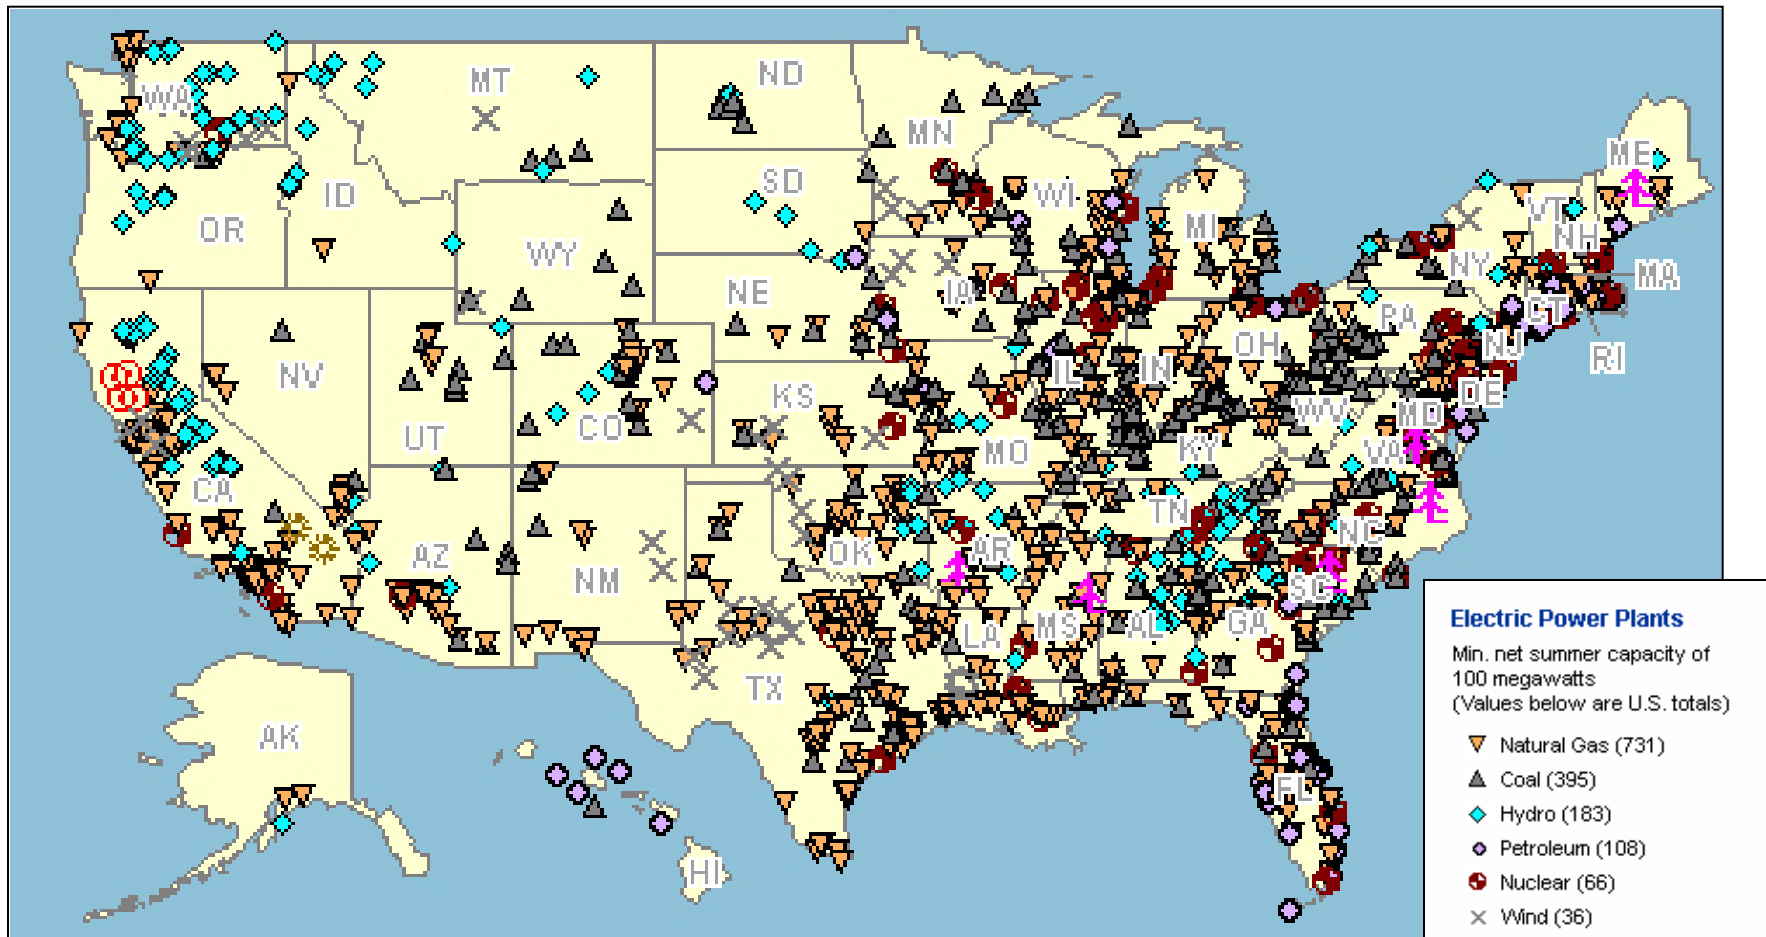 WA
MT
ND
MN
ME
OR
ID
SD
WI
MI
VT
NH
WY
NY
MA
NE
IA
PA
CT
RI
NV
UT
CO
KS
IL
IN
OH
NJ
DE
WV
MD
MO
KY
VA
CA
TN
NC
AZ
NM
OK
AR
SC
LA
MS
AL
GA
TX
AK
FL
HI
Electric Power Plants
Min. net summer capacity of
100 megawatts
(Values below are U.S. totals)
Natural Gas (731)
Coal (395)
Hydro (183)
Petroleum (108)
Nuclear (66)
Wind (36)